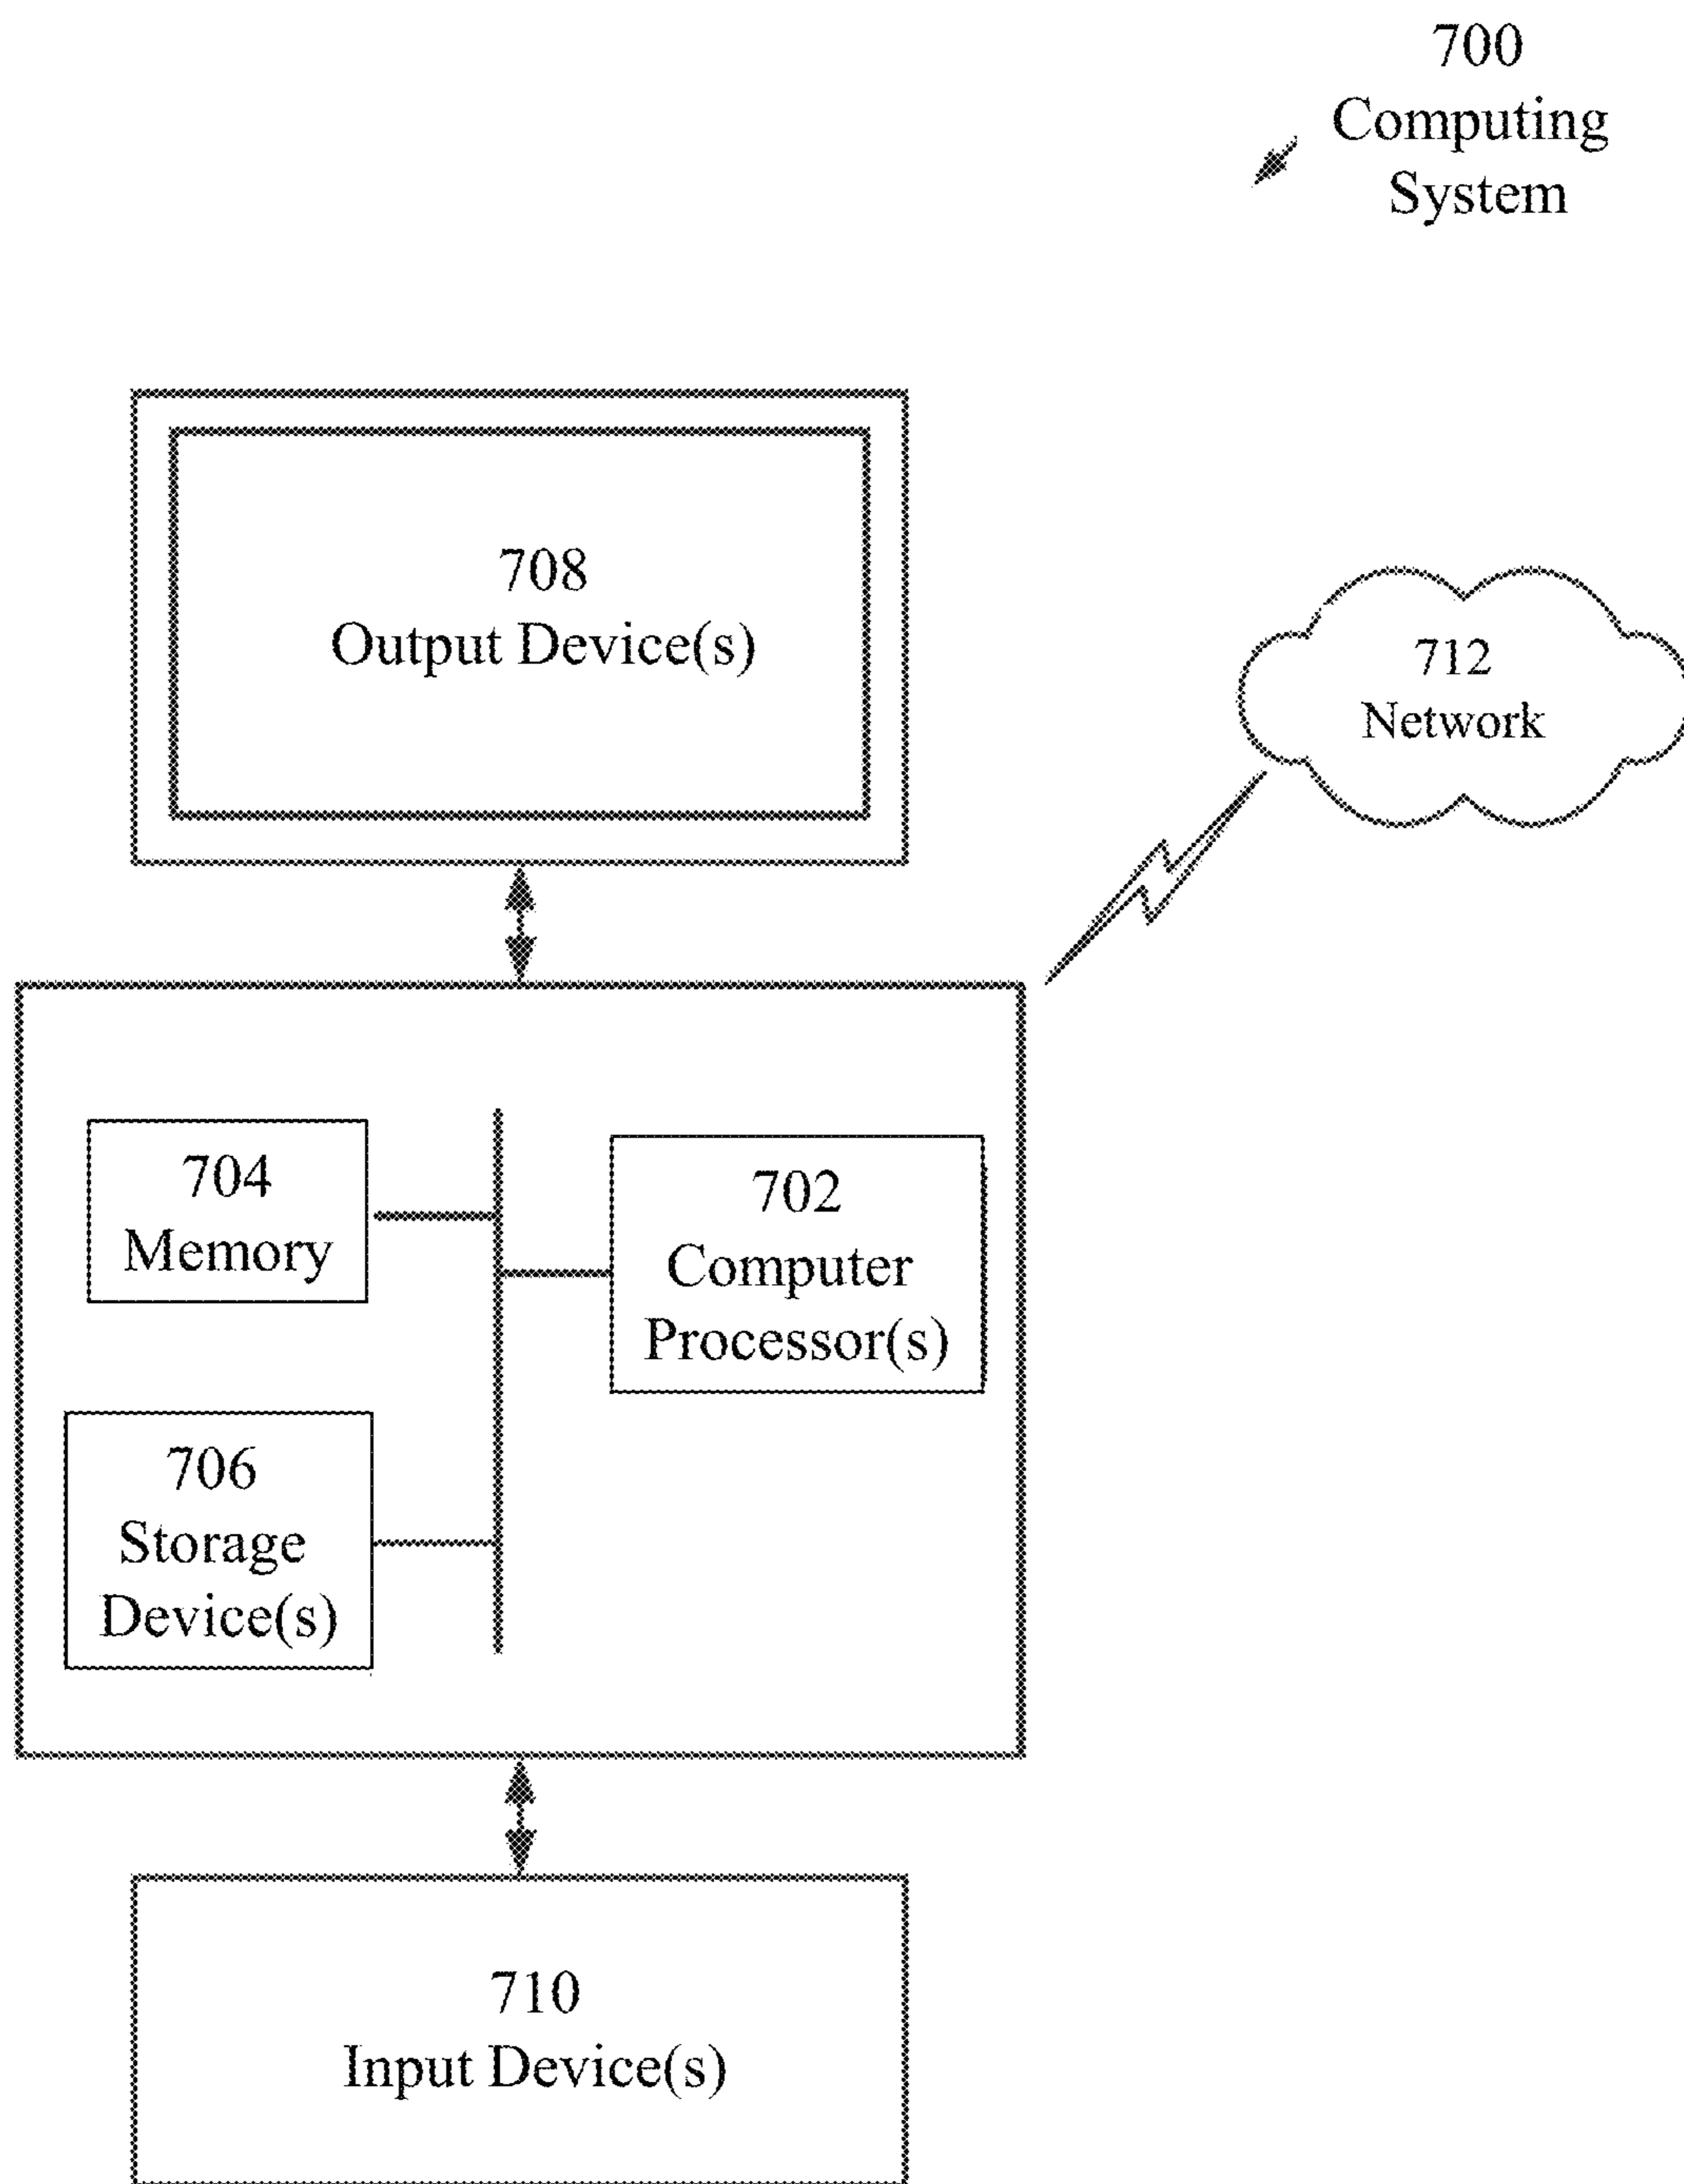 700
Computing
System
708
Output Device(s)
712
Network
704
Memory
702
Computer
Processor(s)
706
Storage
Device(s)
710
Input Device(s)